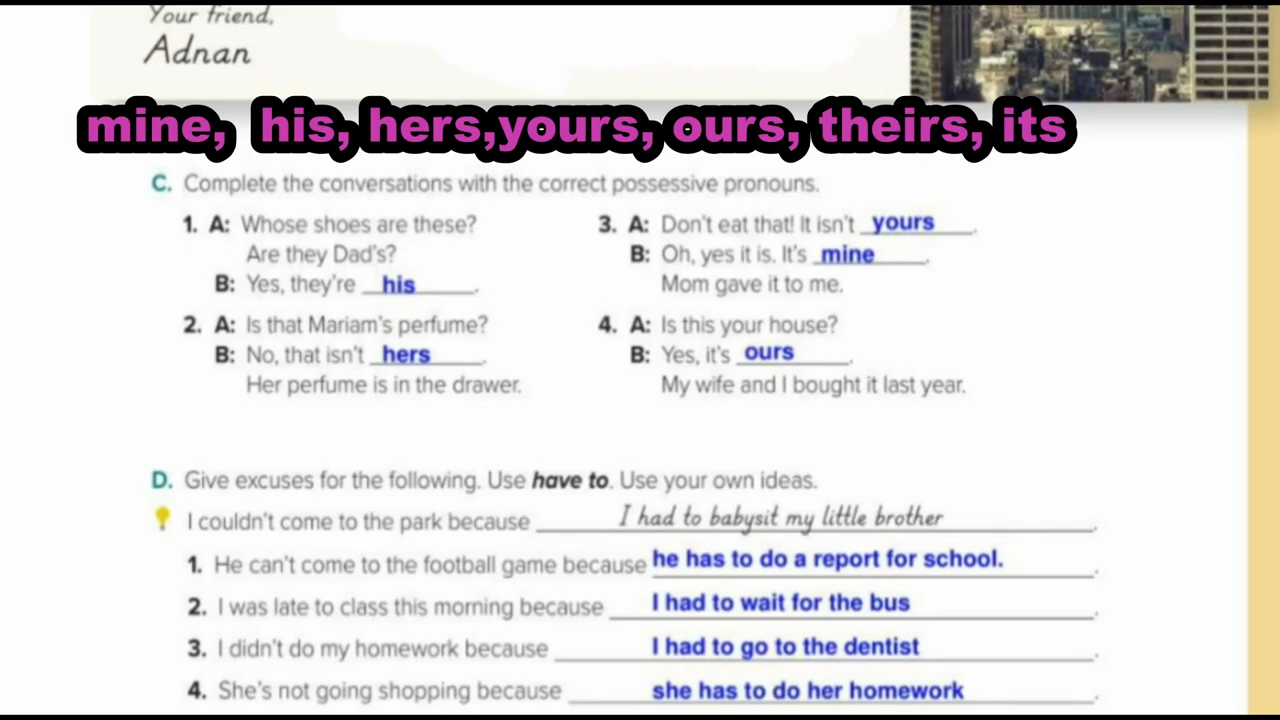 Your friend,
Adnan
mine, his, hers,yours, ours, theirs, its
C. Complete the conversations with the correct possessive pronouns.
1. A: Whose shoes are these?
Are they Dad's?
B: Yes, they're his.
2. A: Is that Mariam's perfume?
B: No, that isn't hers.
Her perfume is in the drawer.
3. A: Don't eat that! It isn't yours.
B: Oh, yes it is. It's mine.
Mom gave it to me.
4. A: Is this your house?
B: Yes, it's ours.
My wife and I bought it last year.
D. Give excuses for the following. Use have to. Use your own ideas.
I couldn't come to the park because I had to babysit my little brother.
1. He can't come to the football game because he has to do a report for school. .
2. I was late to class this morning because I had to wait for the bus.
3. I didn't do my homework because I had to go to the dentist.
4. She's not going shopping because she has to do her homework.